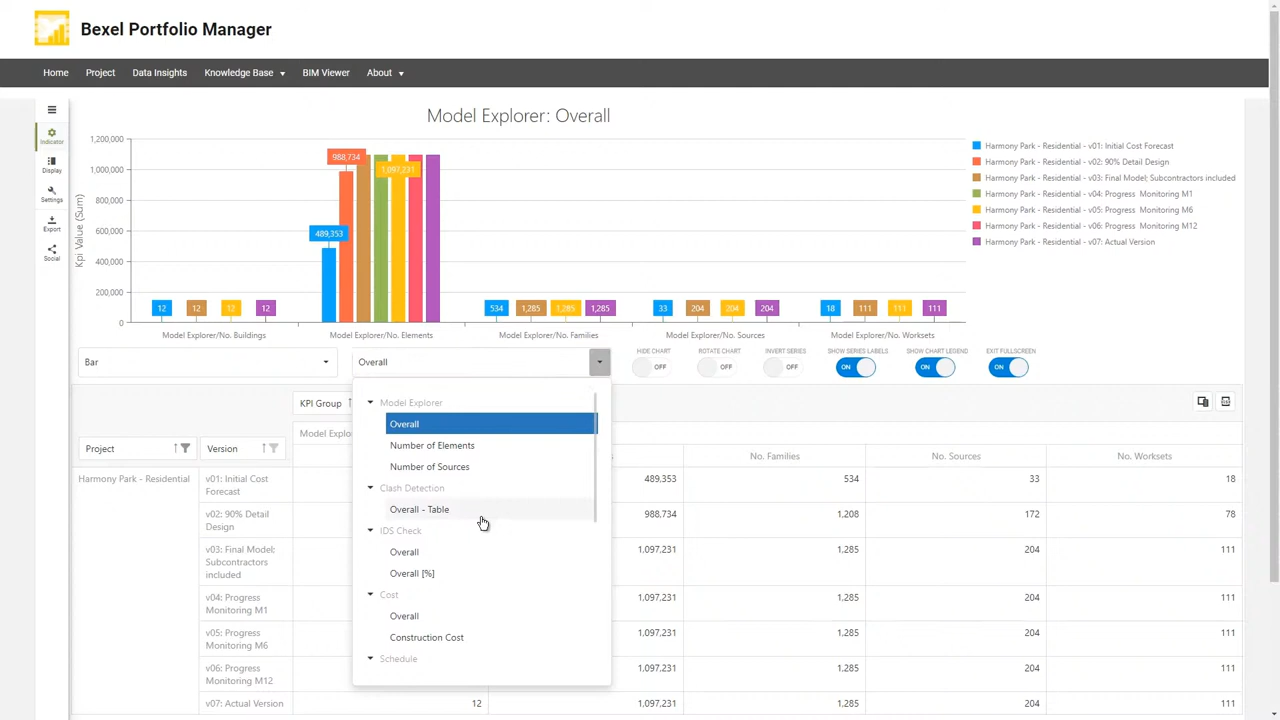 Bexel Portfolio Manager
Home Project Data Insights Knowledge Base BIM Viewer About
Indicator
Display
Settings
Export
Social
Model Explorer: Overall
Kpi Value (Sum)
1,200,000
1,000,000
800,000
600,000
400,000
200,000
0
988,734
1,097,231
489,353
12 12 12 12
534 1,285 1,285 1,285
33 204 204 204
18 111 111 111
Model Explorer/No. Buildings Model Explorer/No. Elements Model Explorer/No. Families Model Explorer/No. Sources Model Explorer/No. Worksets
Harmony Park - Residential - v01: Initial Cost Forecast
Harmony Park - Residential - v02: 90% Detail Design
Harmony Park - Residential - v03: Final Model; Subcontractors included
Harmony Park - Residential - v04: Progress Monitoring M1
Harmony Park - Residential - v05: Progress Monitoring M6
Harmony Park - Residential - v06: Progress Monitoring M12
Harmony Park - Residential - v07: Actual Version
Bar
Overall
HIDE CHART ROTATE CHART INVERT SERIES SHOW SERIES LABELS SHOW CHART LEGEND EXIT FULLSCREEN
OFF OFF OFF ON ON ON
Model Explorer
Overall
Number of Elements
Number of Sources
Clash Detection
Overall - Table
IDS Check
Overall
Overall [%]
Cost
Overall
Construction Cost
Schedule
KPI Group
Model Explo
Project Version No. Families No. Sources No. Worksets
Harmony Park - Residential
v01: Initial Cost
Forecast
489,353 534 33 18
v02: 90% Detail
Design
988,734 1,208 172 78
v03: Final Model;
Subcontractors
included
1,097,231 1,285 204 111
v04: Progress
Monitoring M1
1,097,231 1,285 204 111
v05: Progress
Monitoring M6
1,097,231 1,285 204 111
v06: Progress
Monitoring M12
1,097,231 1,285 204 111
v07: Actual Version 12 1,097,231 1,285 204 111